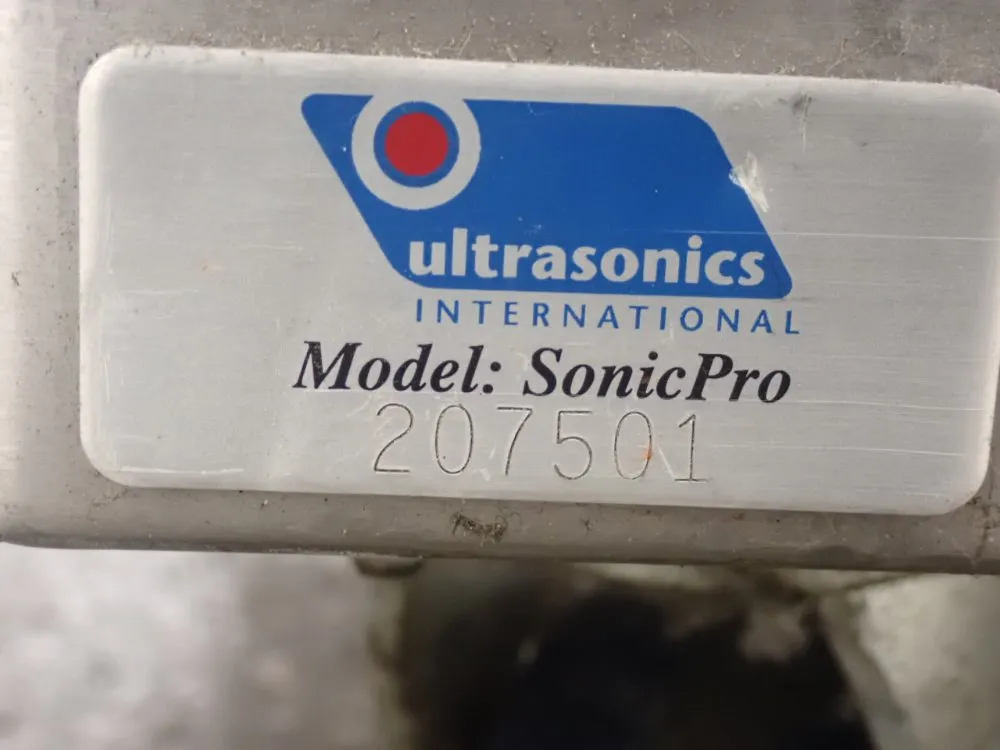 ultrasonics
INTERNATIONAL
Model: SonicPro
207501